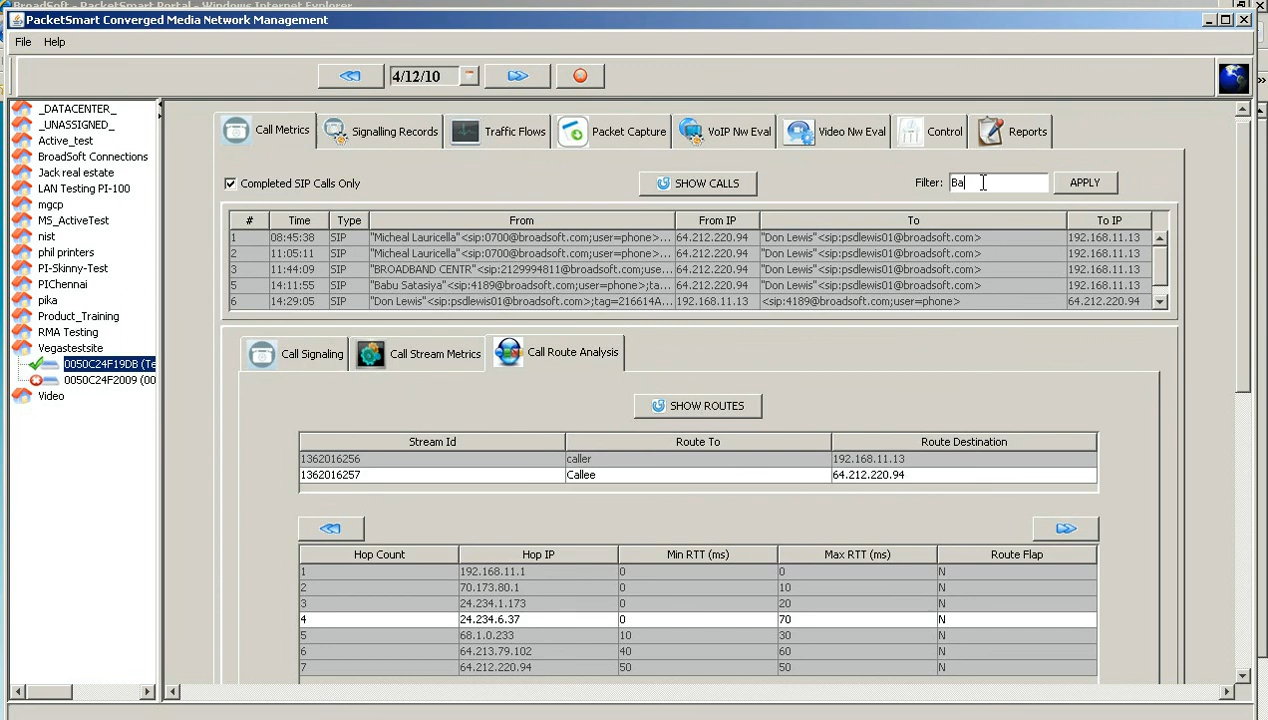 BroadSoft - PacketSmart Portal - Windows Internet Explorer
PacketSmart Converged Media Network Management
File Help
4/12/10
_DATACENTER_
_UNASSIGNED_
Active_test
BroadSoft Connections
Jack real estate
LAN Testing PI-100
mgcp
MS_ActiveTest
nist
phil printers
PI-Skinny-Test
PIChennai
pika
Product_Training
RMA Testing
Vegastestsite
0050C24F19DB (Te
0050C24F2009 (00
Video
Call Metrics Signalling Records Traffic Flows Packet Capture VoIP Nw Eval Video Nw Eval Control Reports
Completed SIP Calls Only SHOW CALLS Filter: Ba APPLY
# Time Type From From IP To To IP
1 08:45:38 SIP "Micheal Lauricella"<sip:0700@broadsoft.com;user=phone>... 64.212.220.94 "Don Lewis"<sip:psdlewis01@broadsoft.com> 192.168.11.13
2 11:05:11 SIP "Micheal Lauricella"<sip:0700@broadsoft.com;user=phone>... 64.212.220.94 "Don Lewis"<sip:psdlewis01@broadsoft.com> 192.168.11.13
3 11:44:09 SIP "BROADBAND CENTR"<sip:2129994811@broadsoft.com;use... 64.212.220.94 "Don Lewis"<sip:psdlewis01@broadsoft.com> 192.168.11.13
5 14:11:55 SIP "Babu Satasiya"<sip:4189@broadsoft.com;user=phone>;ta... 64.212.220.94 "Don Lewis"<sip:psdlewis01@broadsoft.com> 192.168.11.13
6 14:29:05 SIP "Don Lewis"<sip:psdlewis01@broadsoft.com>;tag=216614A... 192.168.11.13 <sip:4189@broadsoft.com;user=phone> 64.212.220.94
Call Signaling Call Stream Metrics Call Route Analysis
SHOW ROUTES
Stream Id Route To Route Destination
1362016256 caller 192.168.11.13
1362016257 Callee 64.212.220.94
Hop Count Hop IP Min RTT (ms) Max RTT (ms) Route Flap
1 192.168.11.1 0 0 N
2 70.173.80.1 0 10 N
3 24.234.1.173 0 20 N
4 24.234.6.37 0 70 N
5 68.1.0.233 10 30 N
6 64.213.79.102 40 60 N
7 64.212.220.94 50 50 N